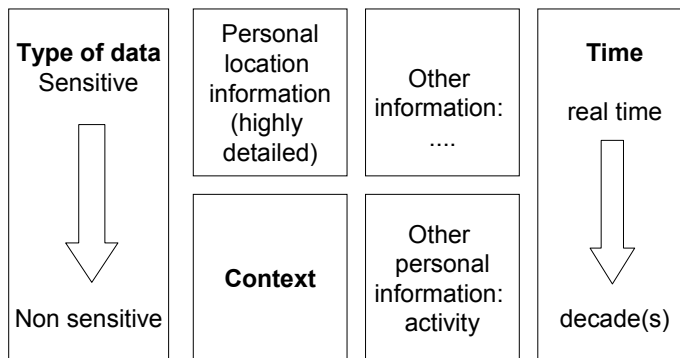 Type of data
Sensitive
Non sensitive
Personal
location
information
(highly
detailed)
Other
information:
....
Context
Other
personal
information:
activity
Time
real time
decade(s)